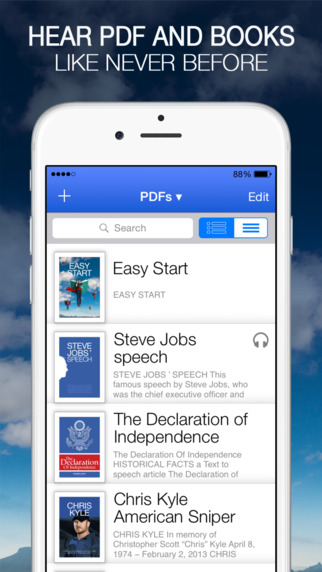 HEAR PDF AND BOOKS
LIKE NEVER BEFORE
88%
PDFs ▾
Edit
Search
EASY
START
Easy Start
EASY START
STEVE
JOBS'
SPEECH
Steve Jobs
speech
STEVE JOBS ' SPEECH This
famous speech by Steve Jobs, who
was the chief executive officer and
The
Declaration
Of Independence
The Declaration of
Independence
The Declaration Of Independence
HISTORICAL FACTS a Text to
speech article The Declaration of
CHRIS
KYLE
Chris Kyle
American Sniper
CHRIS KYLE In memory of
Christopher Scott “Chris” Kyle April 8,
1974 – February 2, 2013 CHRIS